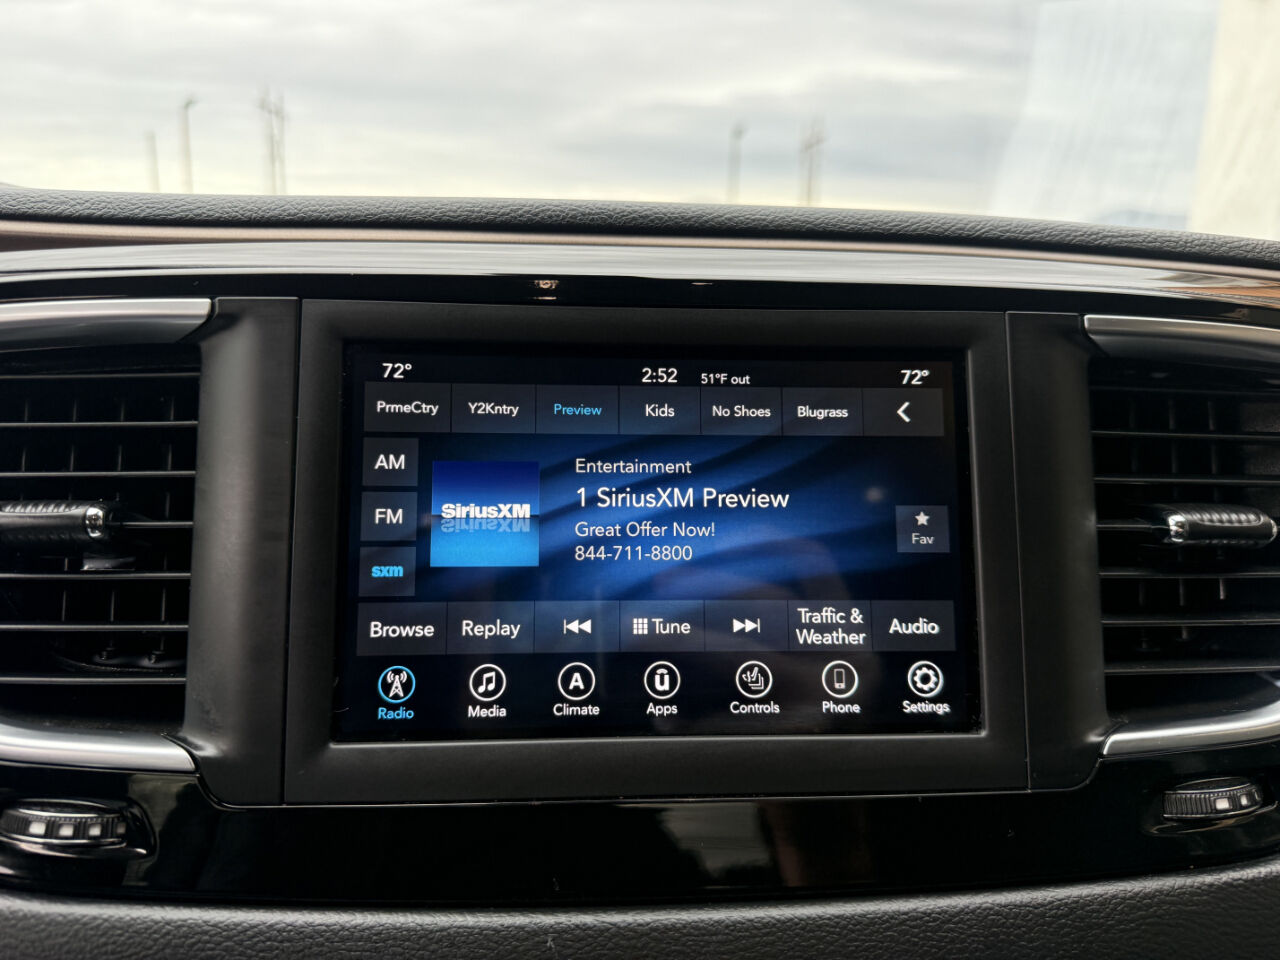 72° 2:52 51°F out 72°
PrmeCtry Y2Kntry Preview Kids No Shoes Blugrass
AM
FM
sxm
SiriusXM
Entertainment
1 SiriusXM Preview
Great Offer Now!
844-711-8800
Fav
Browse Replay Tune Traffic & Weather Audio
Radio Media Climate Apps Controls Phone Settings